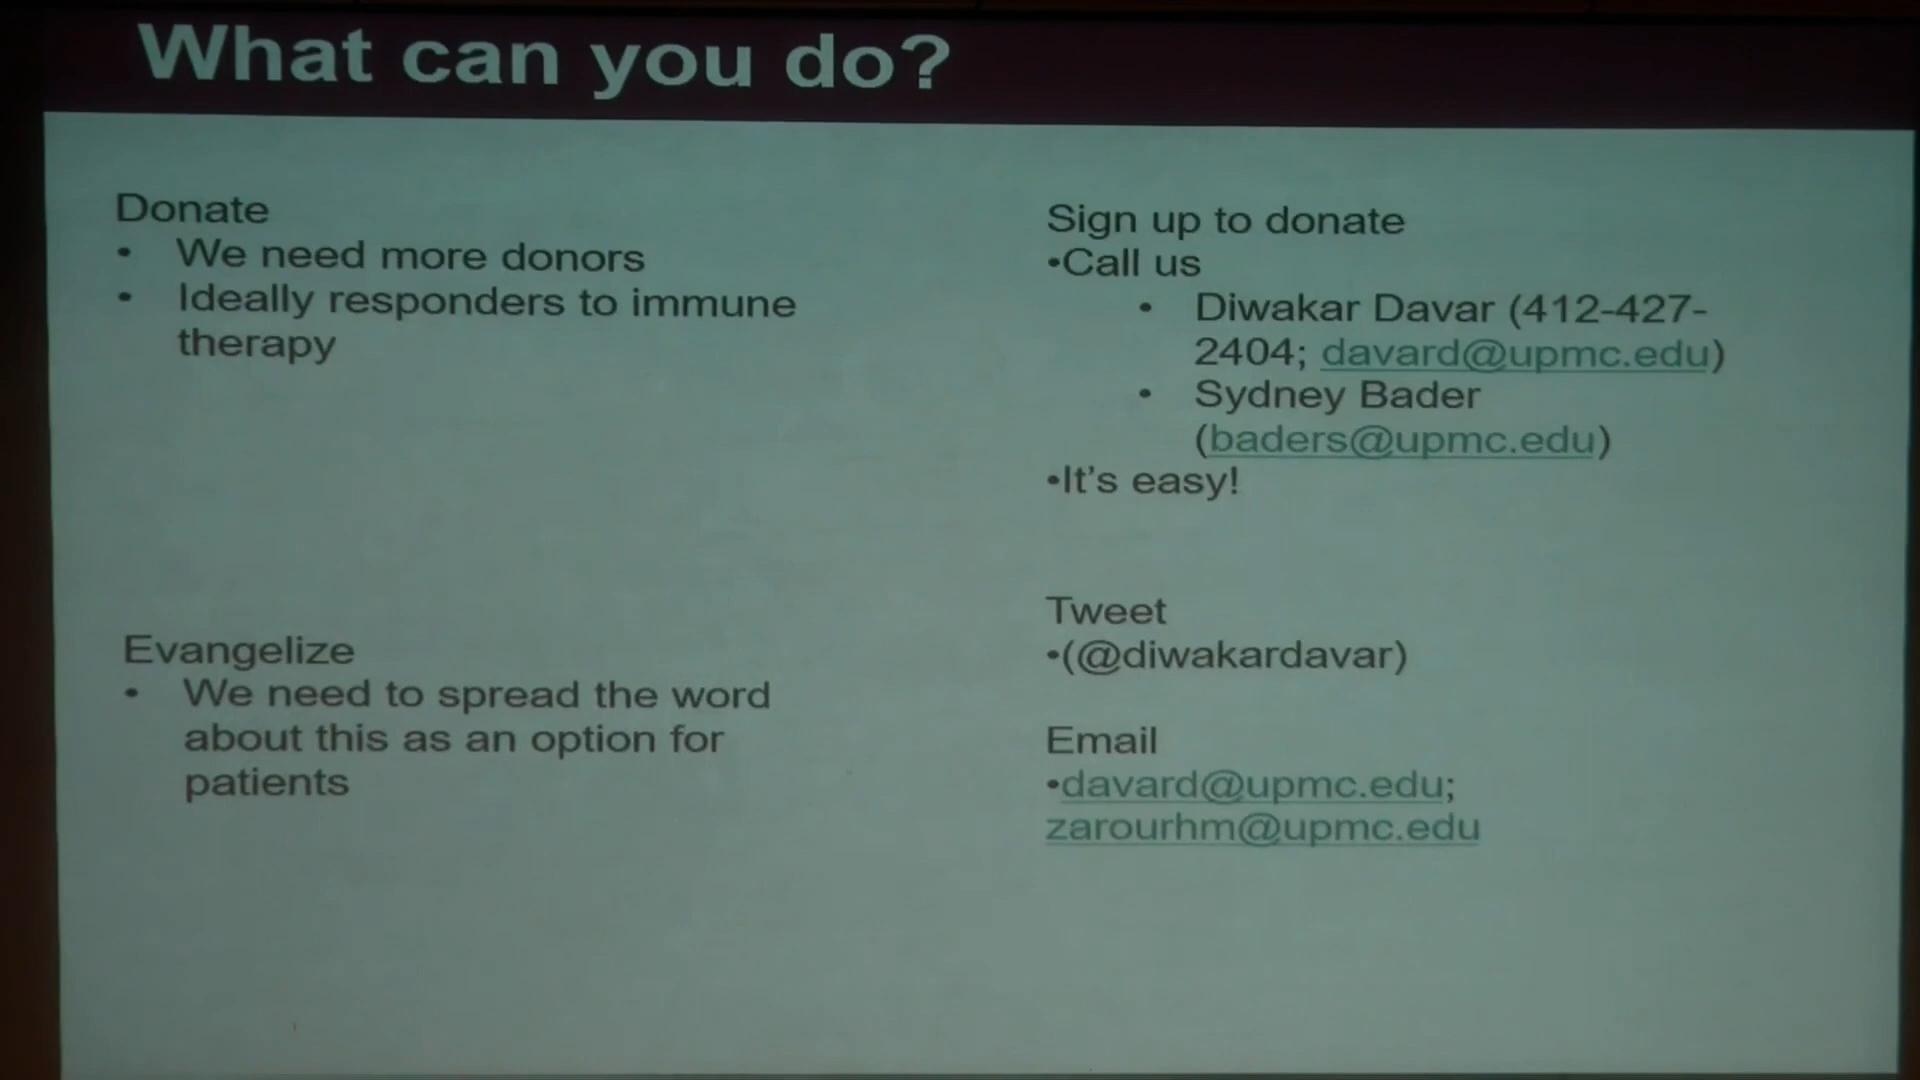 What can you do?
Donate
• We need more donors
• Ideally responders to immune
therapy
Evangelize
• We need to spread the word
about this as an option for
patients
Sign up to donate
•Call us
• Diwakar Davar (412-427-
2404; davard@upmc.edu)
• Sydney Bader
(baders@upmc.edu)
•It's easy!
Tweet
•(@diwakardavar)
Email
•davard@upmc.edu;
zarourhm@upmc.edu